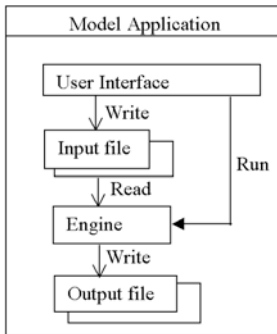 Model Application
User Interface
Write
Input file
Run
Read
Engine
Write
Output file